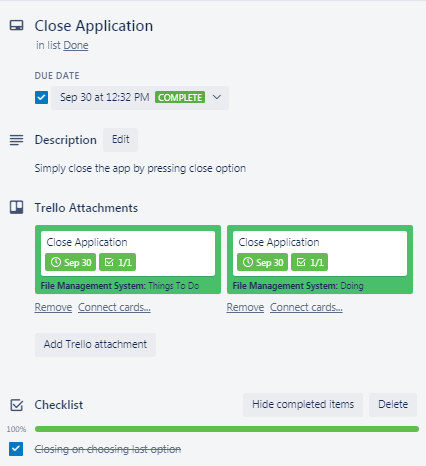 Close Application
in list Done
DUE DATE
Sep 30 at 12:32 PM COMPLETE
Description Edit
Simply close the app by pressing close option
Trello Attachments
Close Application Close Application
Sep 30 1/1 Sep 30 1/1
File Management System: Things To Do File Management System: Doing
Remove Connect cards... Remove Connect cards...
Add Trello attachment
Checklist Hide completed items Delete
100%
Closing on choosing last option